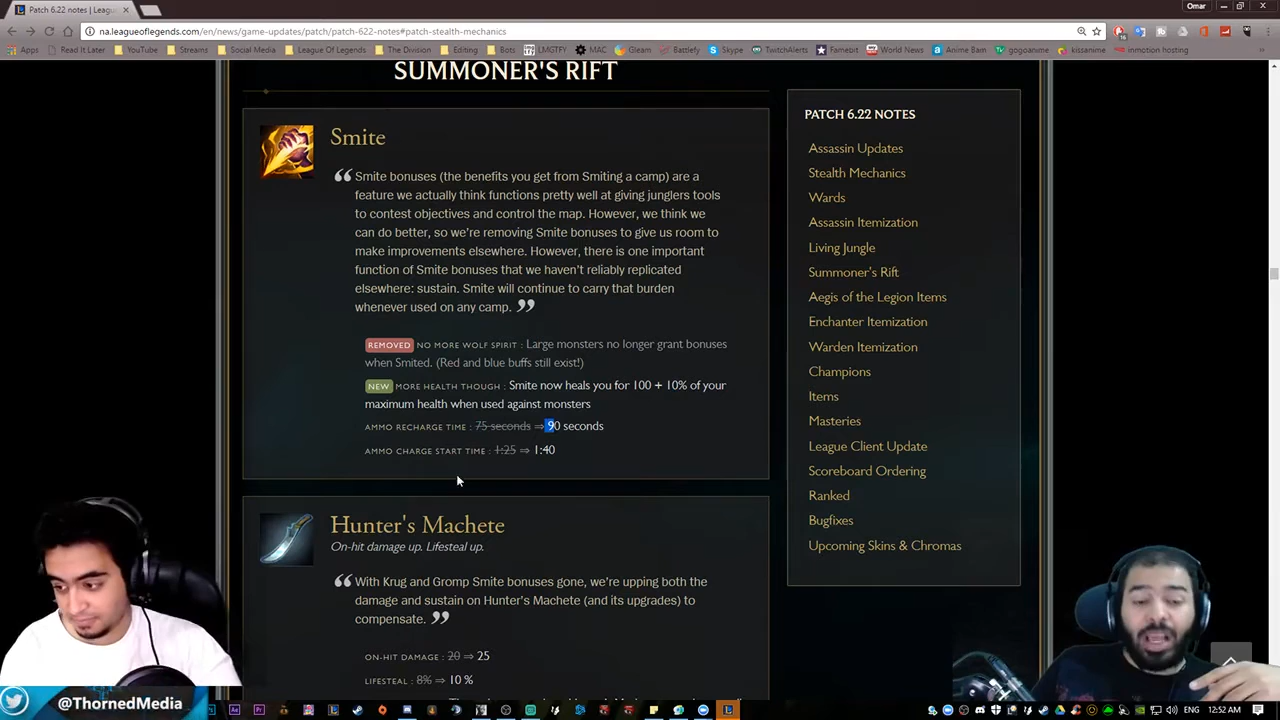 Patch 6.22 notes | Leagu
Omar
na.leagueoflegends.com/en/news/game-updates/patch/patch-622-notes#patch-stealth-mechanics
Apps
Read It Later
YouTube
Streams
Social Media
League Of Legends
The Division
Editing
Bots
LMGTFY
MAC
Gleam
Battlefy
Skype
TwitchAlerts
Famebit
World News
Anime Bam
gogoanime
kissanime
inmotion hosting
SUMMONER'S RIFT
Smite
Smite bonuses (the benefits you get from Smiting a camp) are a
feature we actually think functions pretty well at giving junglers tools
to contest objectives and control the map. However, we think we
can do better, so we're removing Smite bonuses to give us room to
make improvements elsewhere. However, there is one important
function of Smite bonuses that we haven't reliably replicated
elsewhere: sustain. Smite will continue to carry that burden
whenever used on any camp.
REMOVED NO MORE WOLF SPIRIT : Large monsters no longer grant bonuses
when Smited. (Red and blue buffs still exist!)
NEW MORE HEALTH THOUGH : Smite now heals you for 100 + 10% of your
maximum health when used against monsters
AMMO RECHARGE TIME : 75 seconds ⇒ 90 seconds
AMMO CHARGE START TIME : 1:25 ⇒ 1:40
Hunter's Machete
On-hit damage up. Lifesteal up.
With Krug and Gromp Smite bonuses gone, we're upping both the
damage and sustain on Hunter's Machete (and its upgrades) to
compensate.
ON-HIT DAMAGE : 20 ⇒ 25
LIFESTEAL : 8% ⇒ 10 %
PATCH 6.22 NOTES
Assassin Updates
Stealth Mechanics
Wards
Assassin Itemization
Living Jungle
Summoner's Rift
Aegis of the Legion Items
Enchanter Itemization
Warden Itemization
Champions
Items
Masteries
League Client Update
Scoreboard Ordering
Ranked
Bugfixes
Upcoming Skins & Chromas
@ThornedMedia
12:52 AM